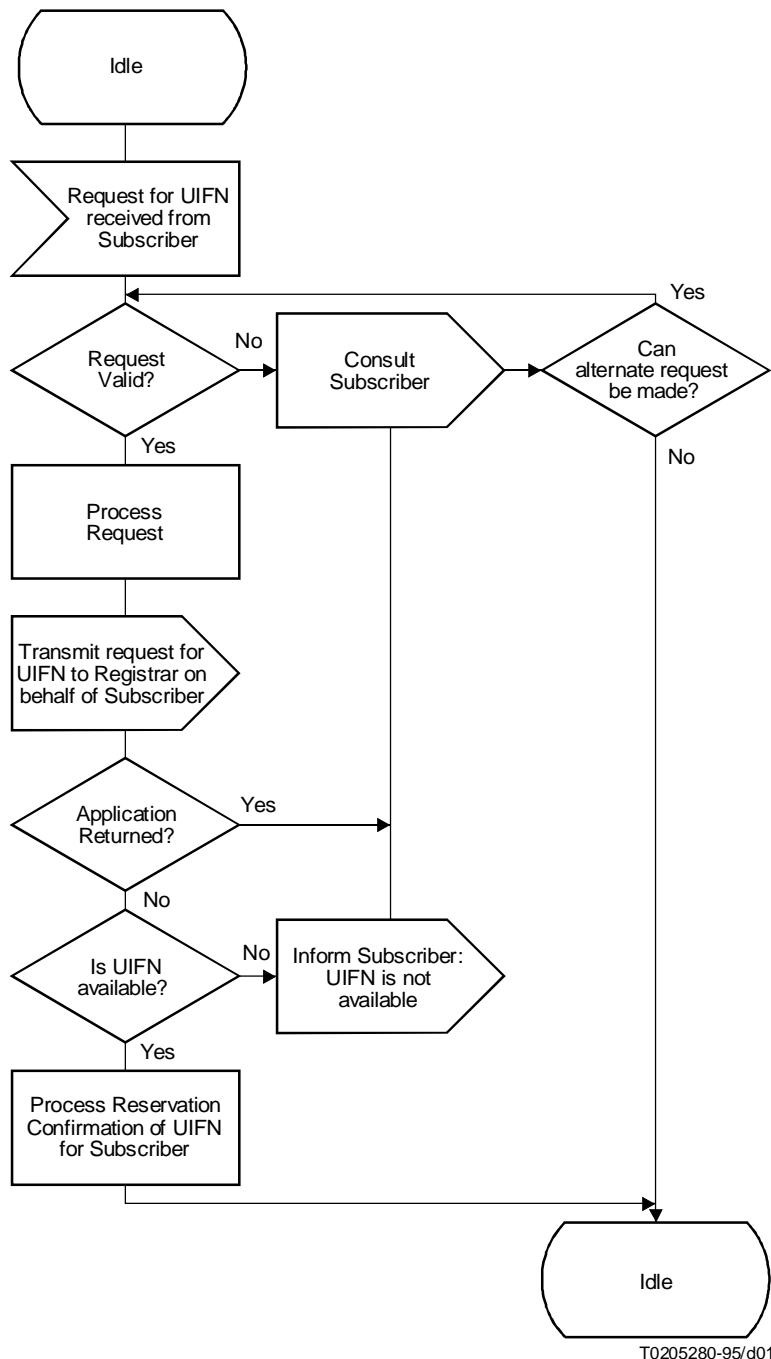 Idle
Request for UIFN
received from
Subscriber
Yes
No
Request
Valid?
Consult
Subscriber
Can
alternate request
be made?
Yes
No
Process
Request
Transmit request for
UIFN to Registrar on
behalf of Subscriber
Application
Returned?
Yes
No
Is UIFN
available?
No
Inform Subscriber:
UIFN is not
available
Yes
Process Reservation
Confirmation of UIFN
for Subscriber
Idle
T0205280-95/d01